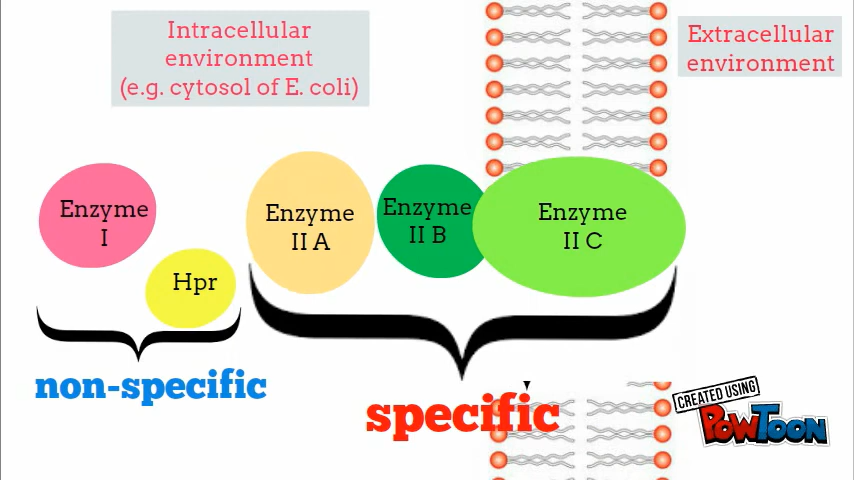 Intracellular
environment
(e.g. cytosol of E. coli)
Extracellular
environment
Enzyme
I
Hpr
Enzyme
II A
Enzyme
II B
Enzyme
II C
non-specific
specific
CREATED USING
POWTOON